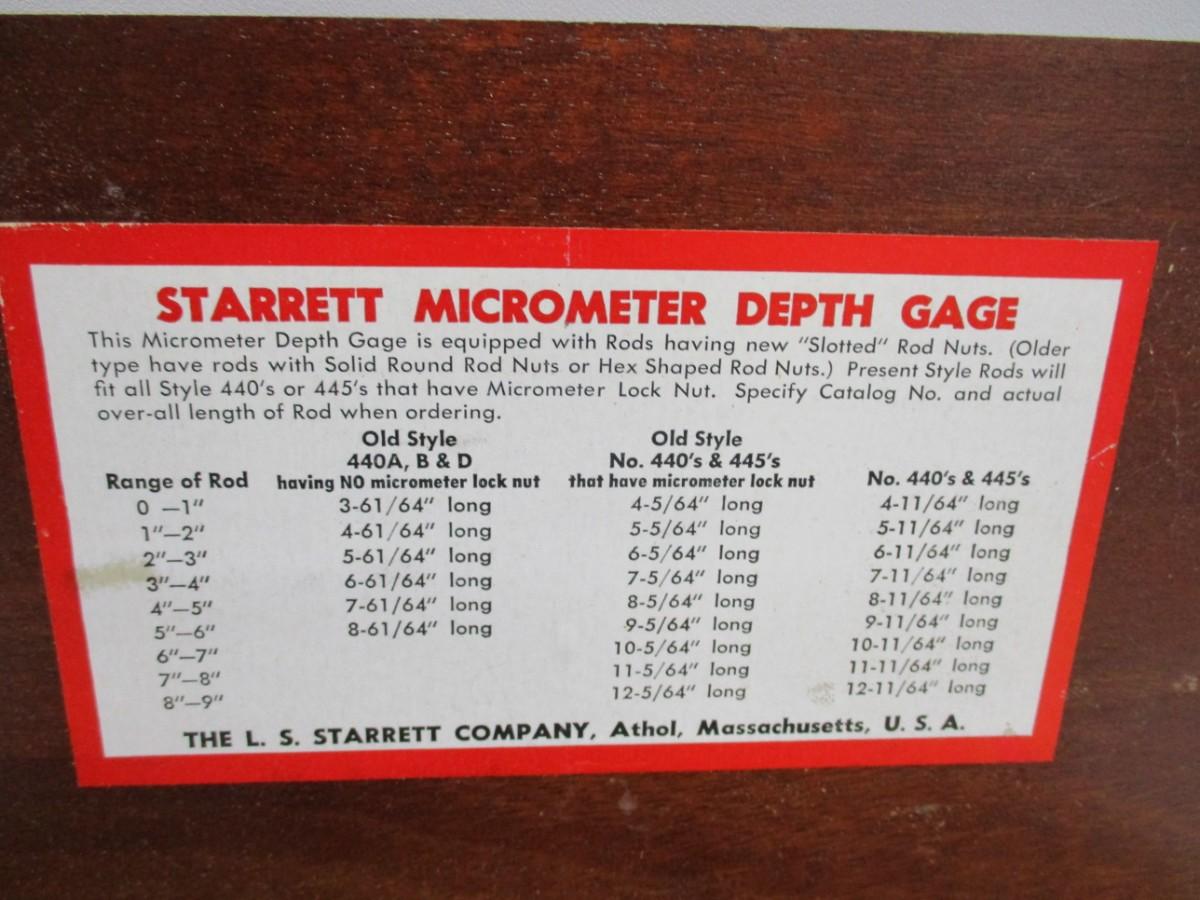 STARRETT MICROMETER DEPTH GAGE
This Micrometer Depth Gage is equipped with Rods having new "Slotted" Rod Nuts. (Older
type have rods with Solid Round Rod Nuts or Hex Shaped Rod Nuts.) Present Style Rods will
fit all Style 440's or 445's that have Micrometer Lock Nut. Specify Catalog No. and actual
over-all length of Rod when ordering.
Old Style Old Style
440A, B & D No. 440's & 445's
Range of Rod having NO micrometer lock nut that have micrometer lock nut No. 440's & 445's
0 —1" 3-61/64" long 4-5/64" long 4-11/64" long
1"—2" 4-61/64" long 5-5/64" long 5-11/64" long
2"—3" 5-61/64" long 6-5/64" long 6-11/64" long
3"—4" 6-61/64" long 7-5/64" long 7-11/64" long
4"—5" 7-61/64" long 8-5/64" long 8-11/64" long
5"—6" 8-61/64" long 9-5/64" long 9-11/64" long
6"—7" 10-5/64" long 10-11/64" long
7"—8" 11-5/64" long 11-11/64" long
8"—9" 12-5/64" long 12-11/64" long
THE L. S. STARRETT COMPANY, Athol, Massachusetts, U. S. A.